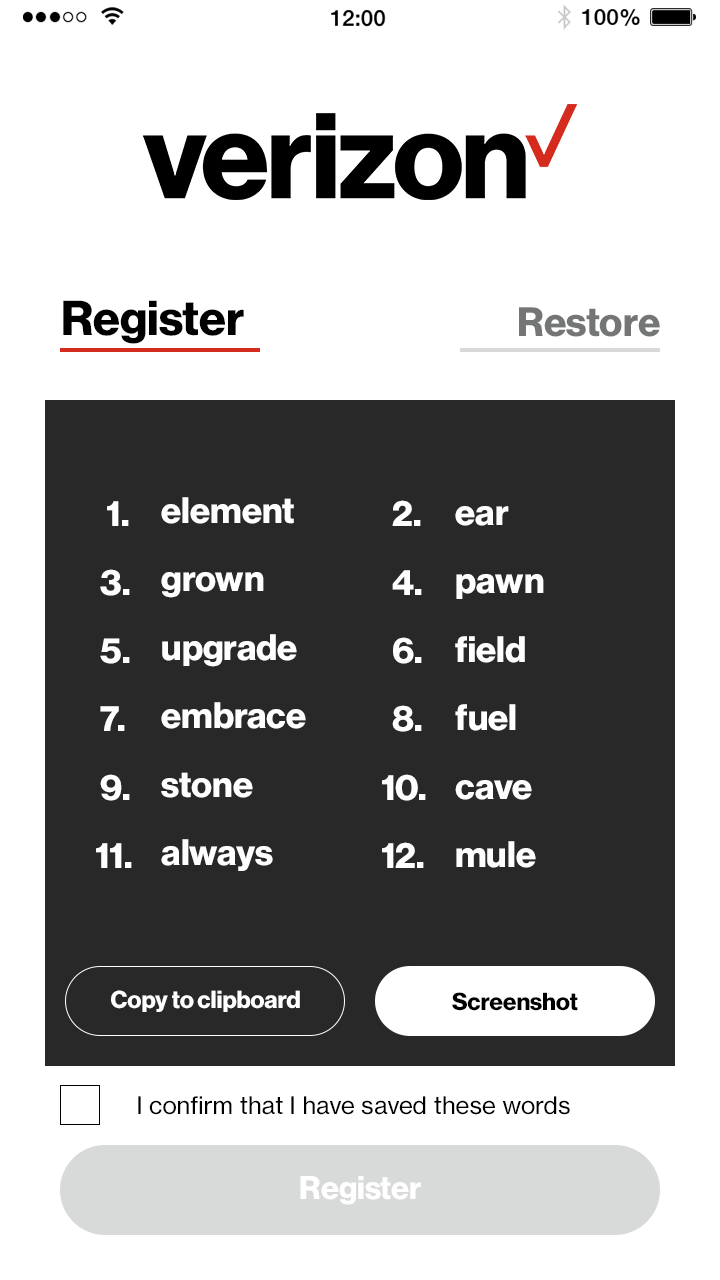 12:00 100%
verizon
Register Restore
1. element 2. ear
3. grown 4. pawn
5. upgrade 6. field
7. embrace 8. fuel
9. stone 10. cave
11. always 12. mule
Copy to clipboard Screenshot
I confirm that I have saved these words
Register